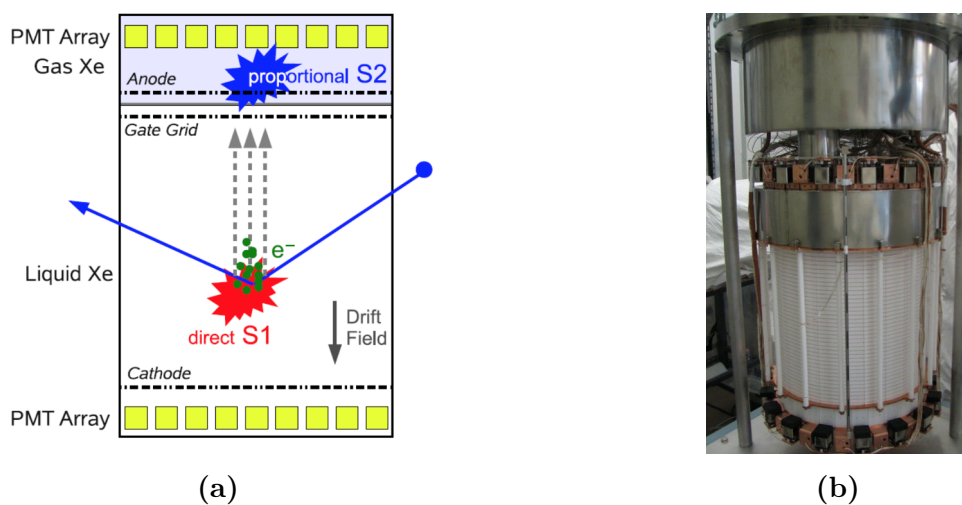 PMT Array
Gas Xe
Anode
proportional S2
Gate Grid
e⁻
Liquid Xe
direct S1
Drift
Field
Cathode
PMT Array
(a)
(b)